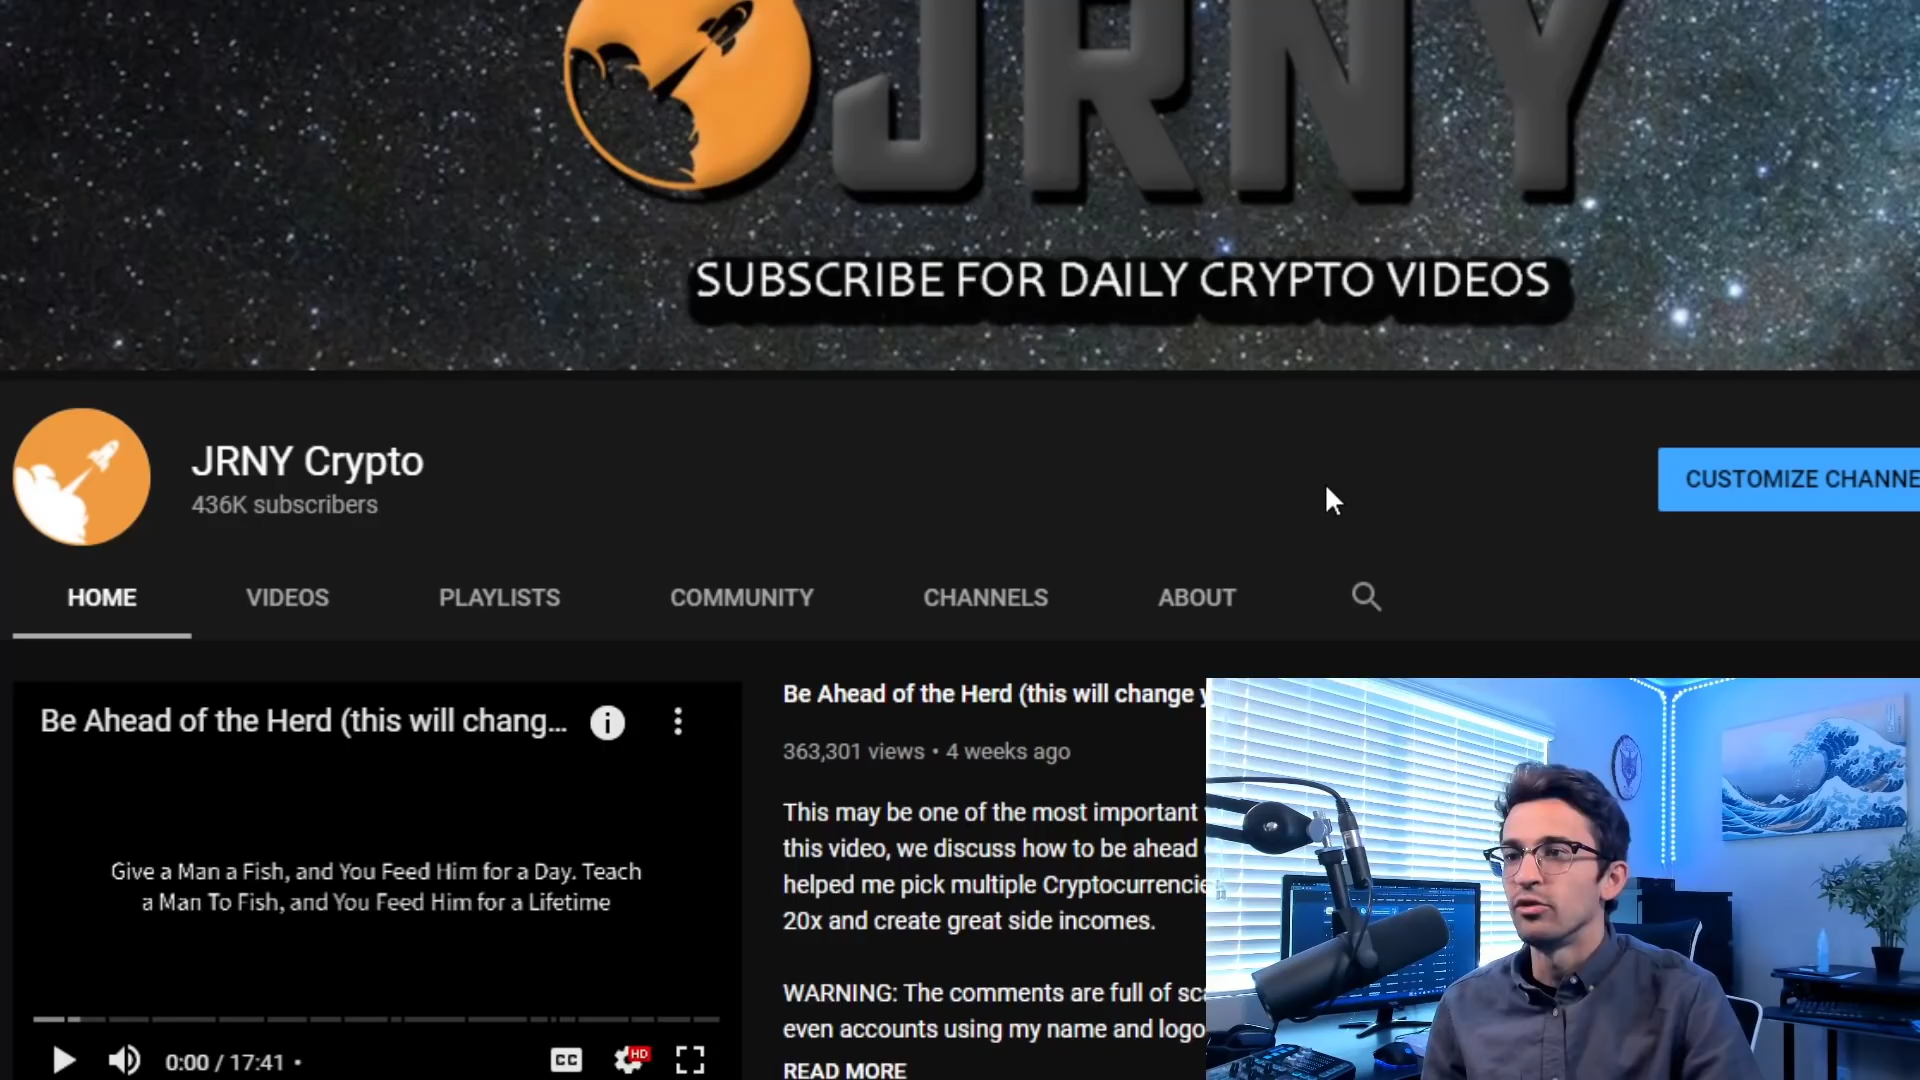 JRNY
SUBSCRIBE FOR DAILY CRYPTO VIDEOS
JRNY Crypto
436K subscribers
CUSTOMIZE CHANNE
HOME
VIDEOS
PLAYLISTS
COMMUNITY
CHANNELS
ABOUT
Be Ahead of the Herd (this will chang...
Give a Man a Fish, and You Feed Him for a Day. Teach
a Man To Fish, and You Feed Him for a Lifetime
0:00 / 17:41 •
CC
HD
Be Ahead of the Herd (this will change y
363,301 views • 4 weeks ago
This may be one of the most important
this video, we discuss how to be ahead
helped me pick multiple Cryptocurrencie
20x and create great side incomes.
WARNING: The comments are full of sc
even accounts using my name and logo
READ MORE